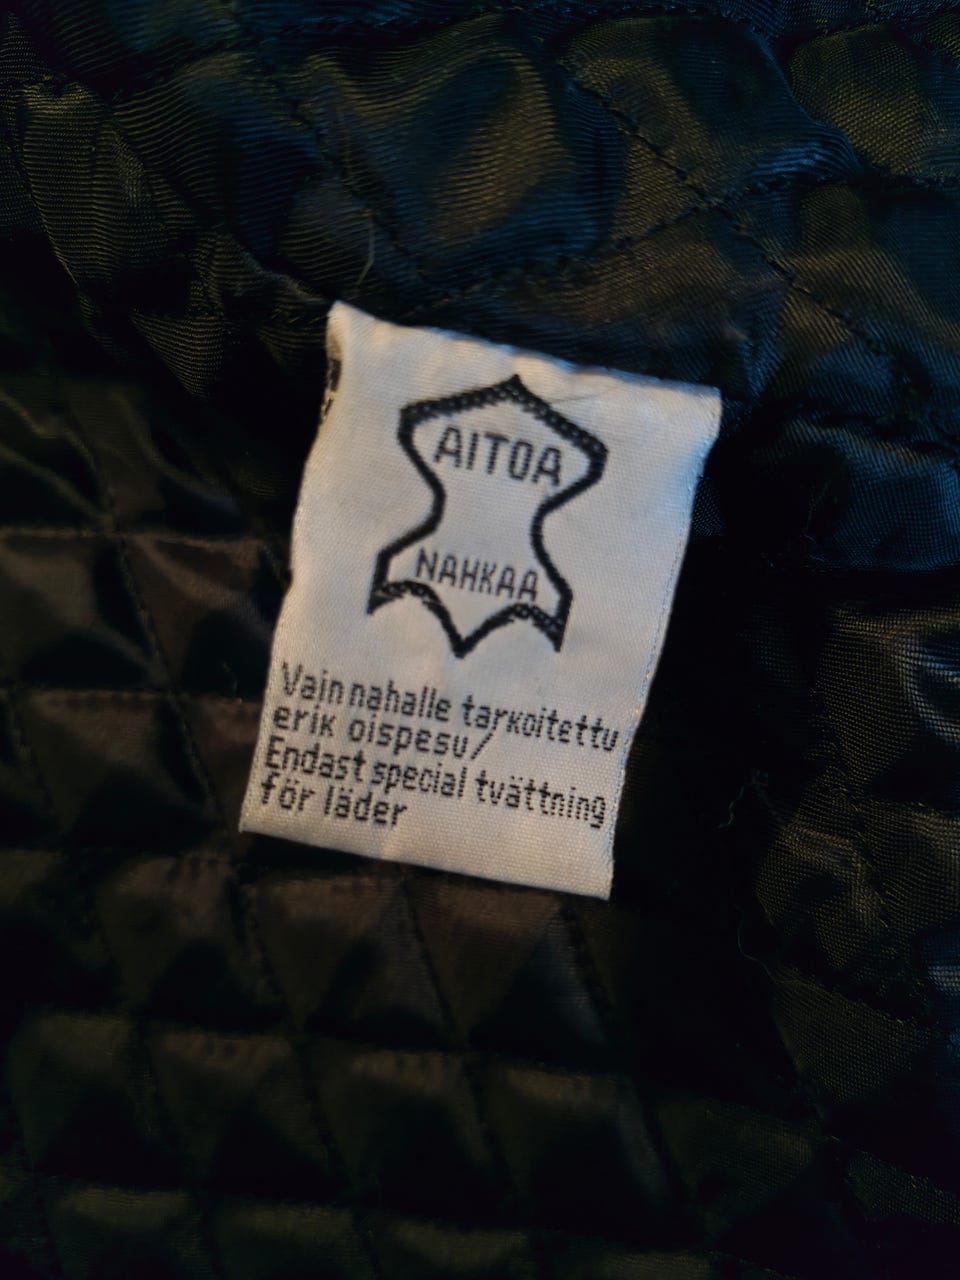 AITOA
NAHKAA
Vain nahalle tarkoitettu
erik oispesu/
Endast special tvättning
för läder